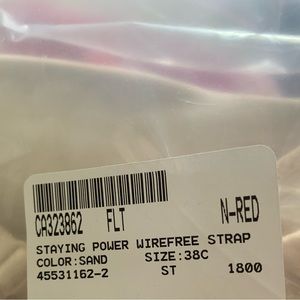 CA323862 FLT N-RED
STAYING POWER WIREFREE STRAP
COLOR:SAND SIZE:38C
45531162-2 ST 1800